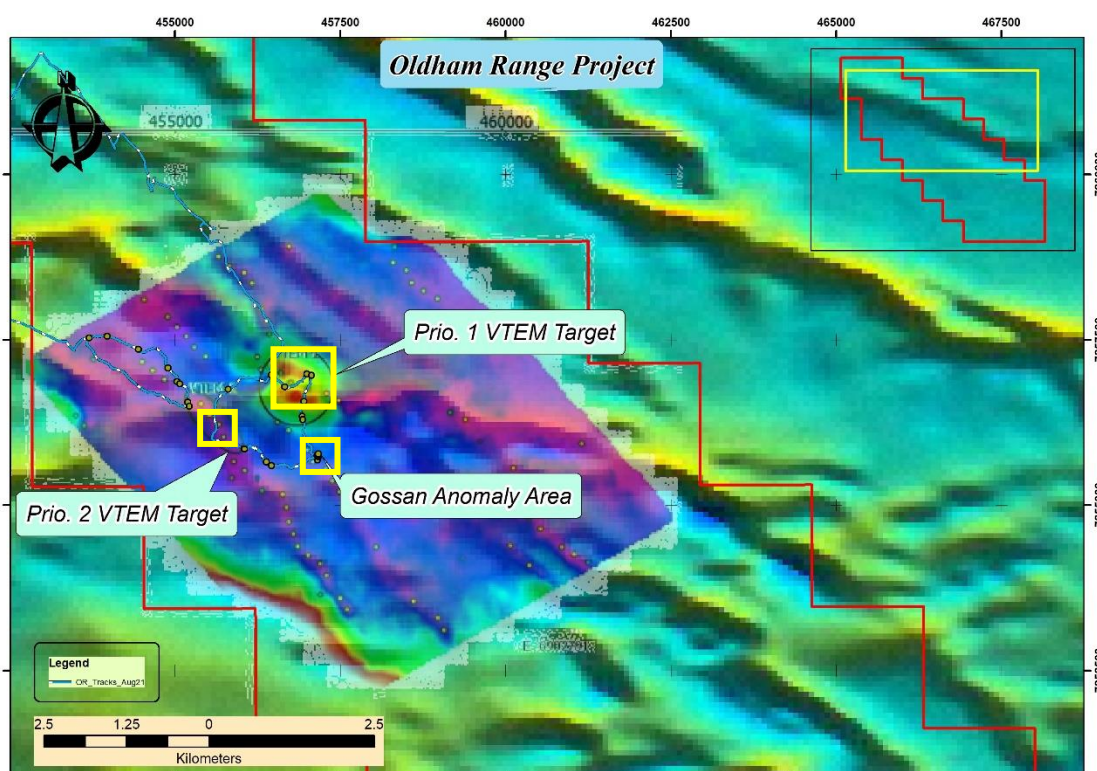 455000 457500 460000 462500 465000 467500
Oldham Range Project
N
455000 460000
Prio. 1 VTEM Target
Gossan Anomaly Area
Prio. 2 VTEM Target
Legend
OR_Tracks_Aug21
2.5 1.25 0 2.5
Kilometers